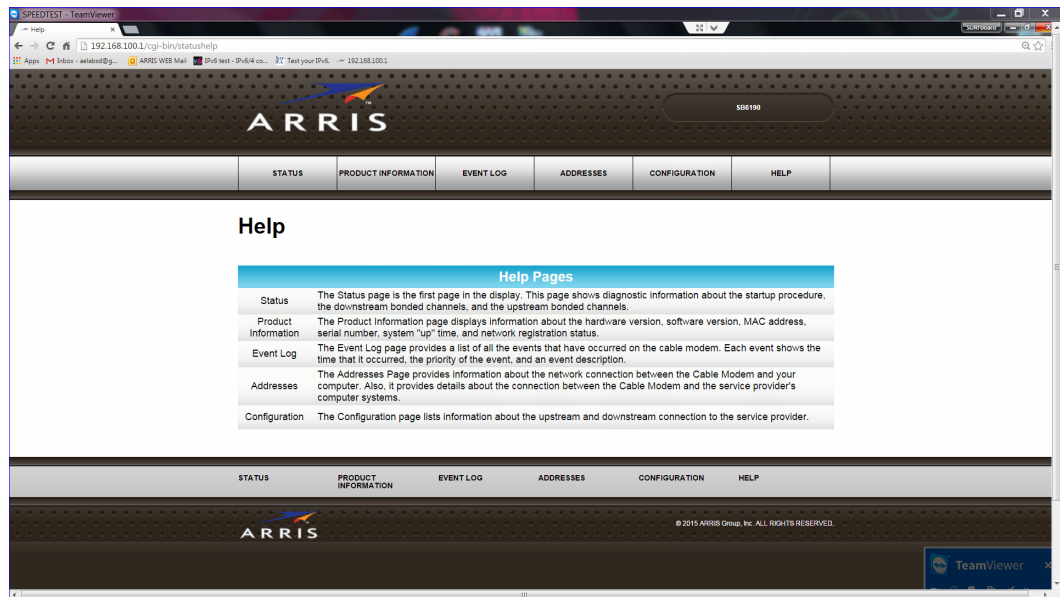 SPEEDTEST - TeamViewer
Help
SURFboard
192.168.100.1/cgi-bin/statushelp
Apps M Inbox - aelabsd@g... ARRIS WEB Mail IPv6 test - IPv6/4 co... Test your IPv6. 192.168.100.1
ARRIS
SB6190
STATUS PRODUCT INFORMATION EVENT LOG ADDRESSES CONFIGURATION HELP
Help
Help Pages
Status The Status page is the first page in the display. This page shows diagnostic information about the startup procedure,
the downstream bonded channels, and the upstream bonded channels.
Product Information The Product Information page displays information about the hardware version, software version, MAC address,
serial number, system "up" time, and network registration status.
Event Log The Event Log page provides a list of all the events that have occurred on the cable modem. Each event shows the
time that it occurred, the priority of the event, and an event description.
Addresses The Addresses Page provides information about the network connection between the Cable Modem and your
computer. Also, it provides details about the connection between the Cable Modem and the service provider's
computer systems.
Configuration The Configuration page lists information about the upstream and downstream connection to the service provider.
STATUS PRODUCT INFORMATION EVENT LOG ADDRESSES CONFIGURATION HELP
ARRIS
© 2015 ARRIS Group, Inc. ALL RIGHTS RESERVED.
TeamViewer